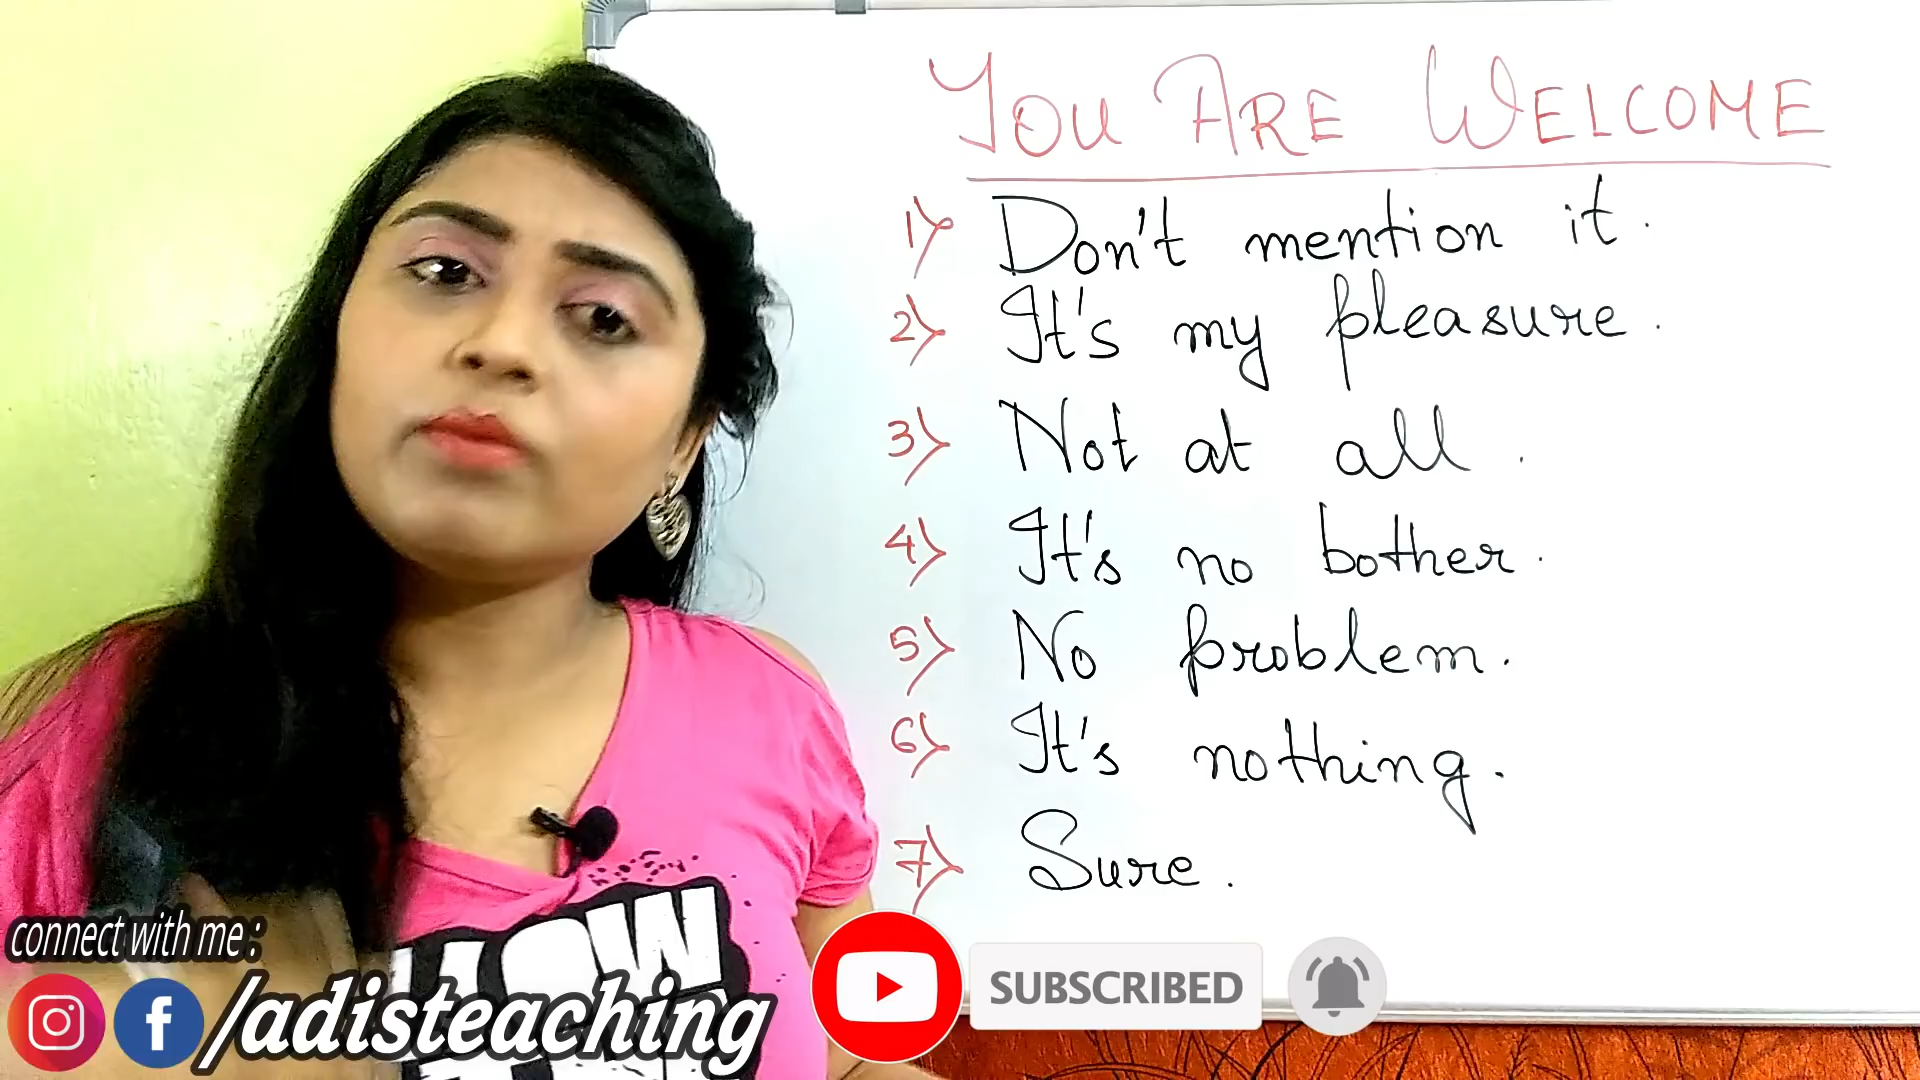 YOU ARE WELCOME
1) Don't mention it.
2) It's my pleasure.
3) Not at all.
4) It's no bother.
5) No problem.
6) It's nothing.
7) Sure.
connect with me :
/adisteaching
SUBSCRIBED